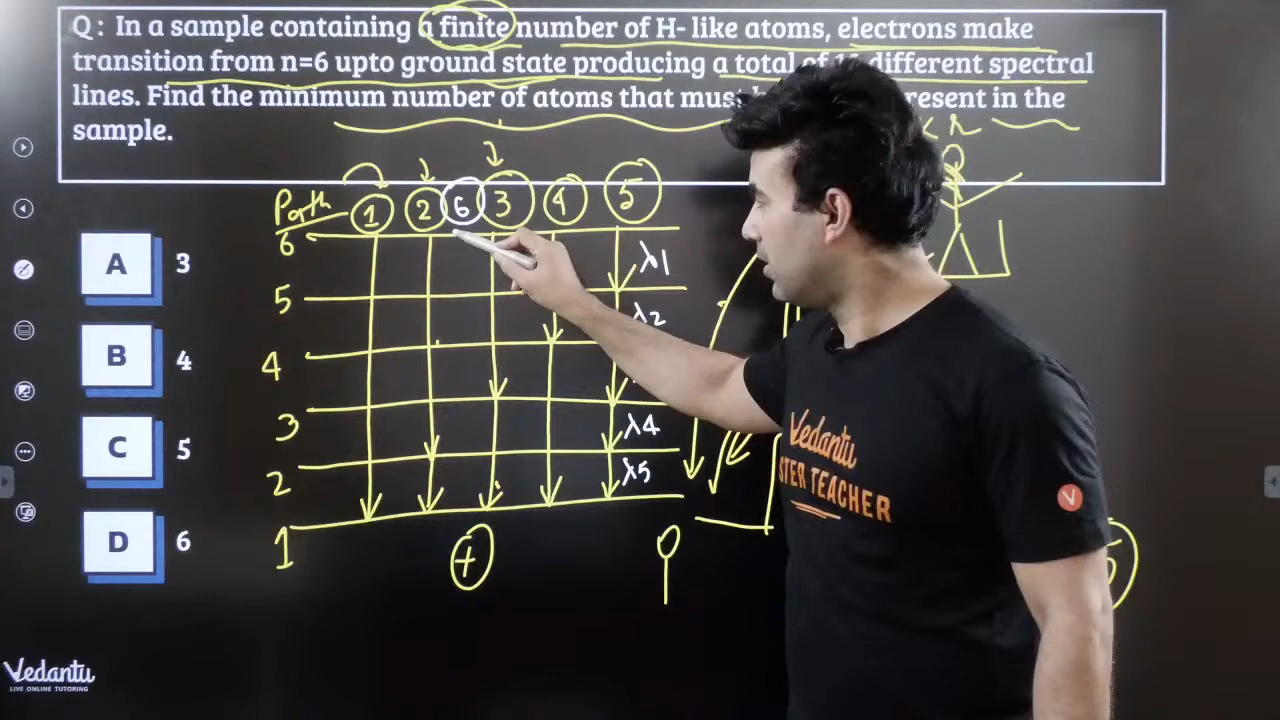 Q: In a sample containing a finite number of H- like atoms, electrons make
transition from n=6 upto ground state producing a total of different spectral
lines. Find the minimum number of atoms that must present in the
sample.
Path 1 2 6 3 4 5
6
λ1
5
λ2
4
3
λ4
2
λ5
1
+
A 3
B 4
C 5
D 6
Vedantu
TER TEACHER
V
Vedantu
LIVE ONLINE TUTORING